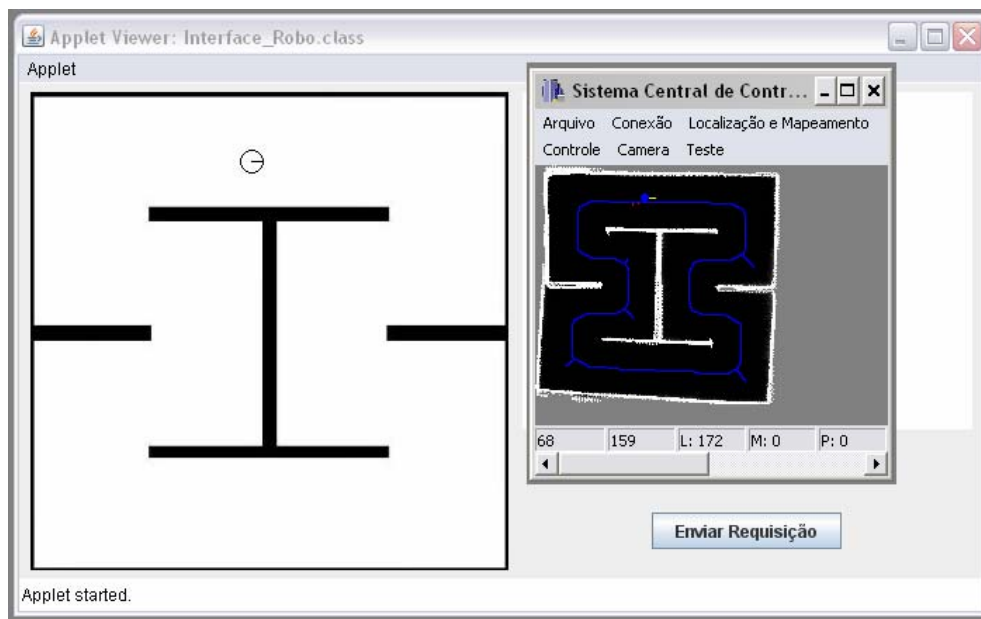 Applet Viewer: Interface_Robo.class
Applet
Sistema Central de Contr...
Arquivo Conexão Localização e Mapeamento
Controle Camera Teste
68 159 L: 172 M: 0 P: 0
Enviar Requisição
Applet started.